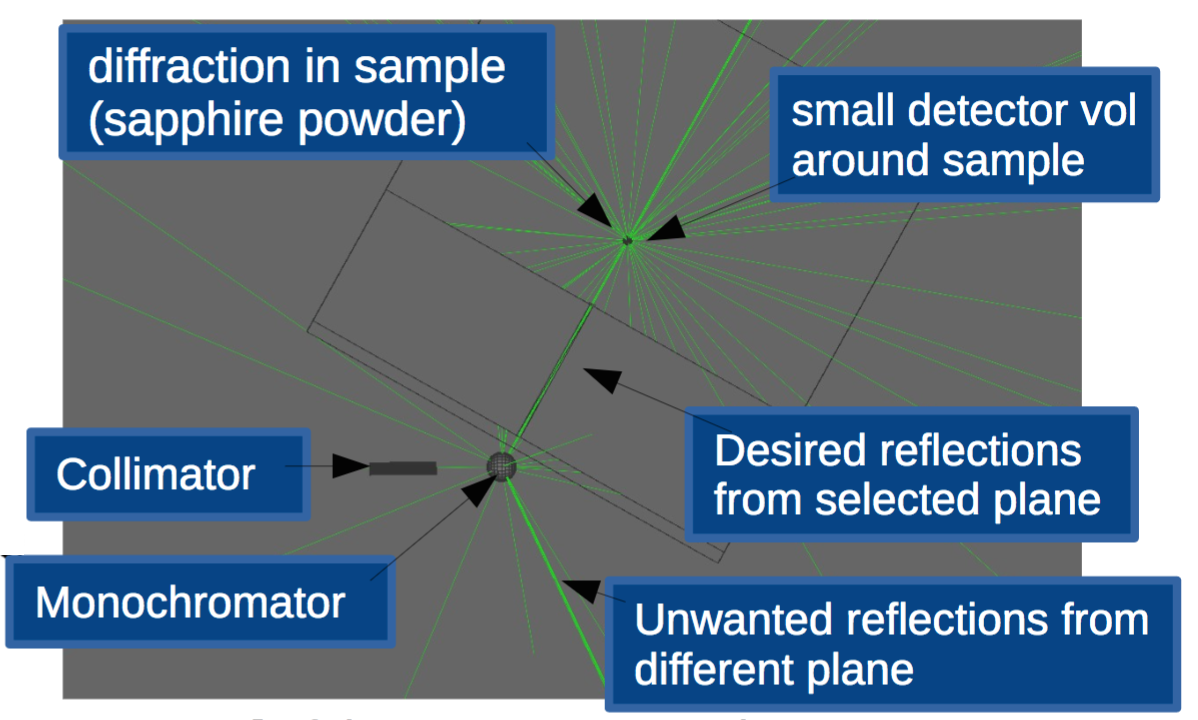 diffraction in sample
(sapphire powder)
small detector vol
around sample
Desired reflections
from selected plane
Collimator
Monochromator
Unwanted reflections from
different plane